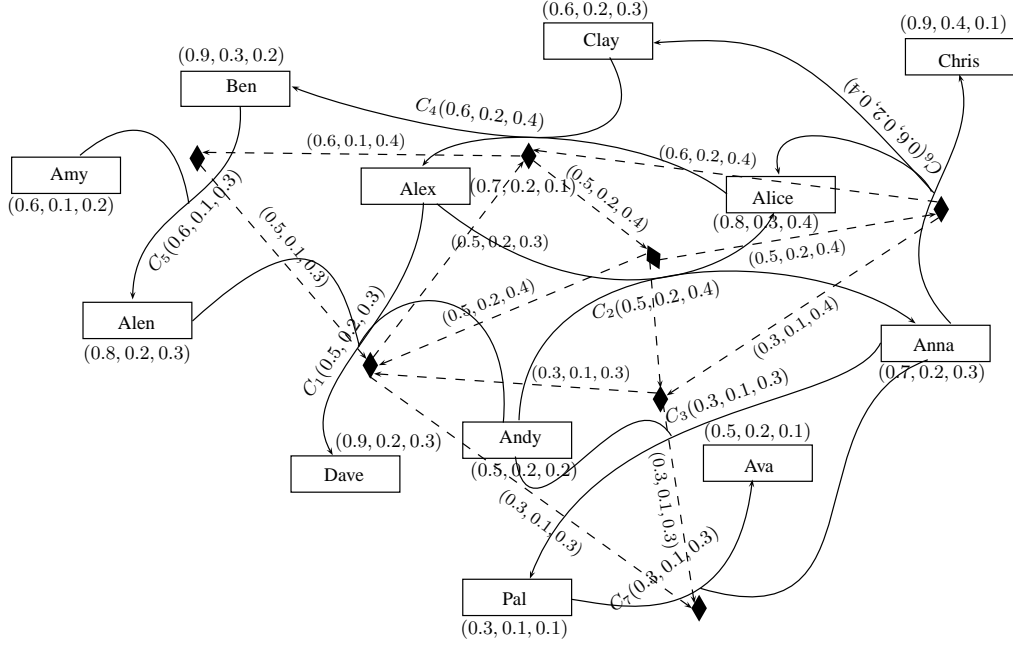 (0.6, 0.2, 0.3)
Clay
(0.9, 0.4, 0.1)
Chris
(0.9, 0.3, 0.2)
Ben
C4(0.6, 0.2, 0.4)
C6(0.6, 0.2, 0.4)
(0.6, 0.1, 0.4)
(0.6, 0.2, 0.4)
Amy
(0.6, 0.1, 0.2)
Alex
(0.7, 0.2, 0.1)
(0.5, 0.2, 0.4)
Alice
(0.8, 0.3, 0.4)
C5(0.6, 0.1, 0.3)
(0.5, 0.1, 0.3)
(0.5, 0.2, 0.3)
(0.5, 0.2, 0.4)
(0.5, 0.2, 0.4)
C2(0.5, 0.2, 0.4)
(0.3, 0.1, 0.4)
Alen
(0.8, 0.2, 0.3)
C1(0.5, 0.2, 0.3)
Anna
(0.7, 0.2, 0.3)
(0.3, 0.1, 0.3)
C3(0.3, 0.1, 0.3)
(0.9, 0.2, 0.3)
Dave
Andy
(0.5, 0.2, 0.2)
(0.5, 0.2, 0.1)
Ava
(0.3, 0.1, 0.3)
(0.3, 0.1, 0.3)
C7(0.3, 0.1, 0.3)
Pal
(0.3, 0.1, 0.1)